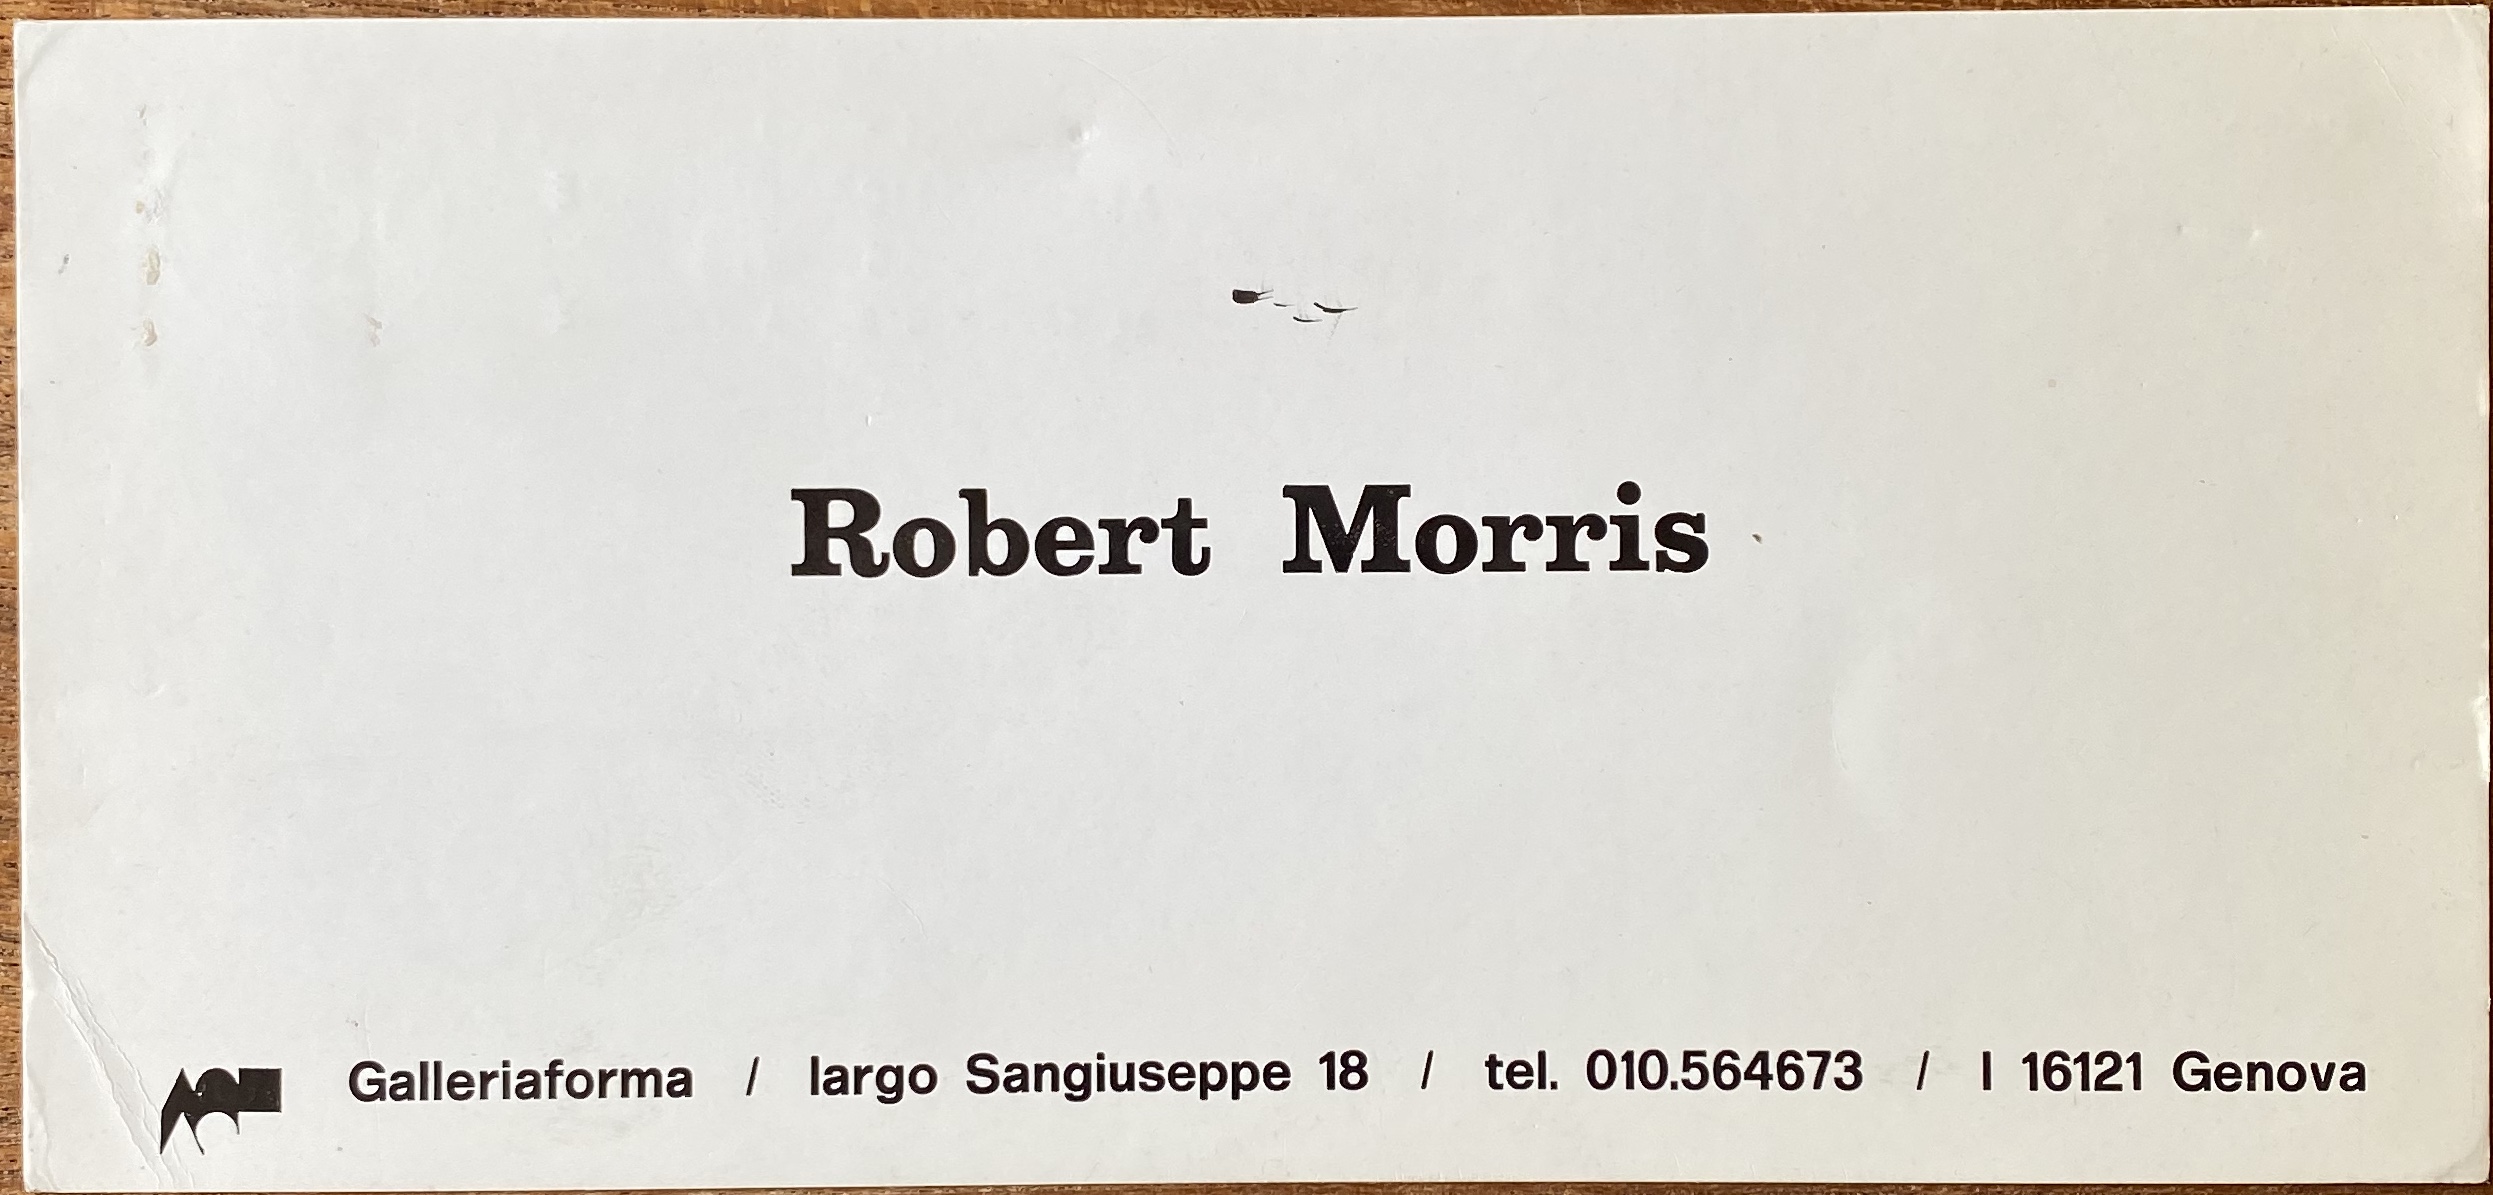 Robert Morris
Galleriaforma / largo Sangiuseppe 18 / tel. 010.564673 / I 16121 Genova